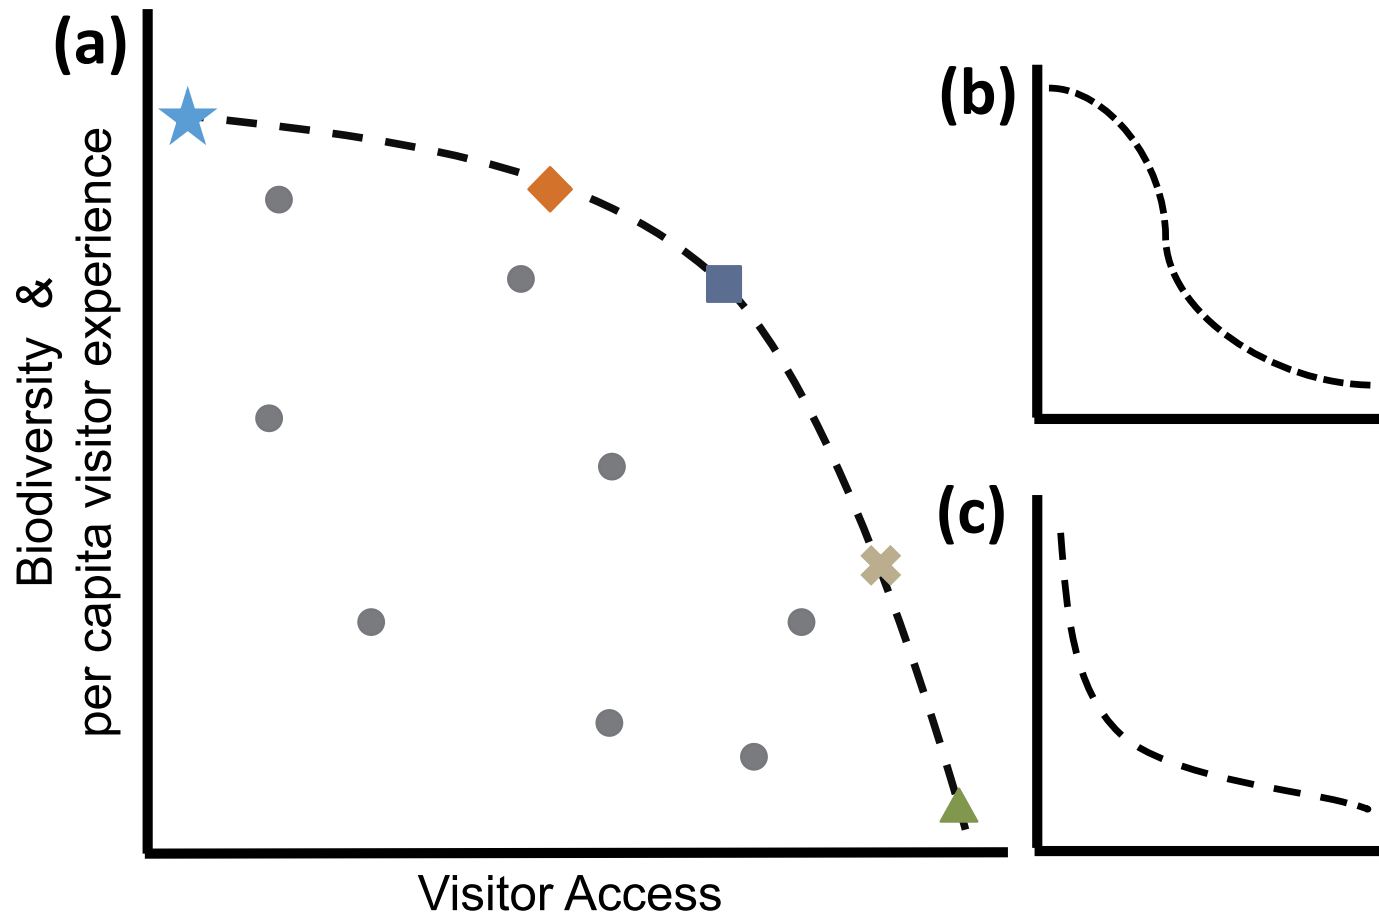 (a)
Biodiversity &
per capita visitor experience
Visitor Access
(b)
(c)